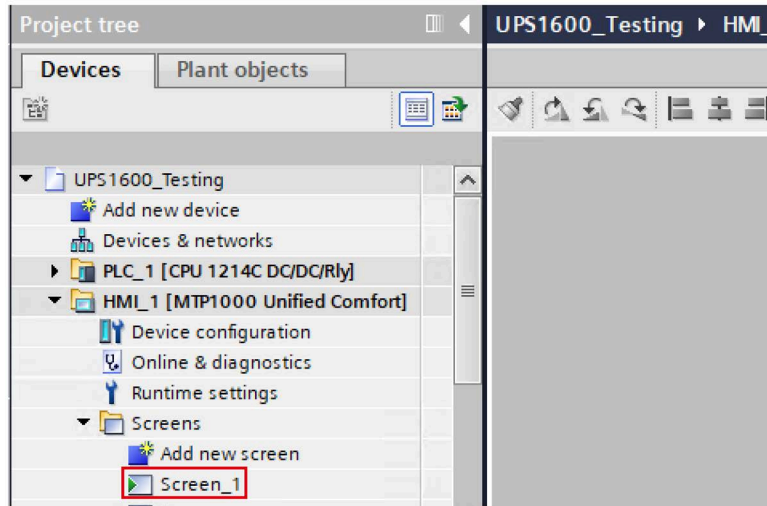 Project tree
UPS1600_Testing ▸ HMI_
Devices
Plant objects
UPS1600_Testing
Add new device
Devices & networks
PLC_1 [CPU 1214C DC/DC/Rly]
HMI_1 [MTP1000 Unified Comfort]
Device configuration
Online & diagnostics
Runtime settings
Screens
Add new screen
Screen_1